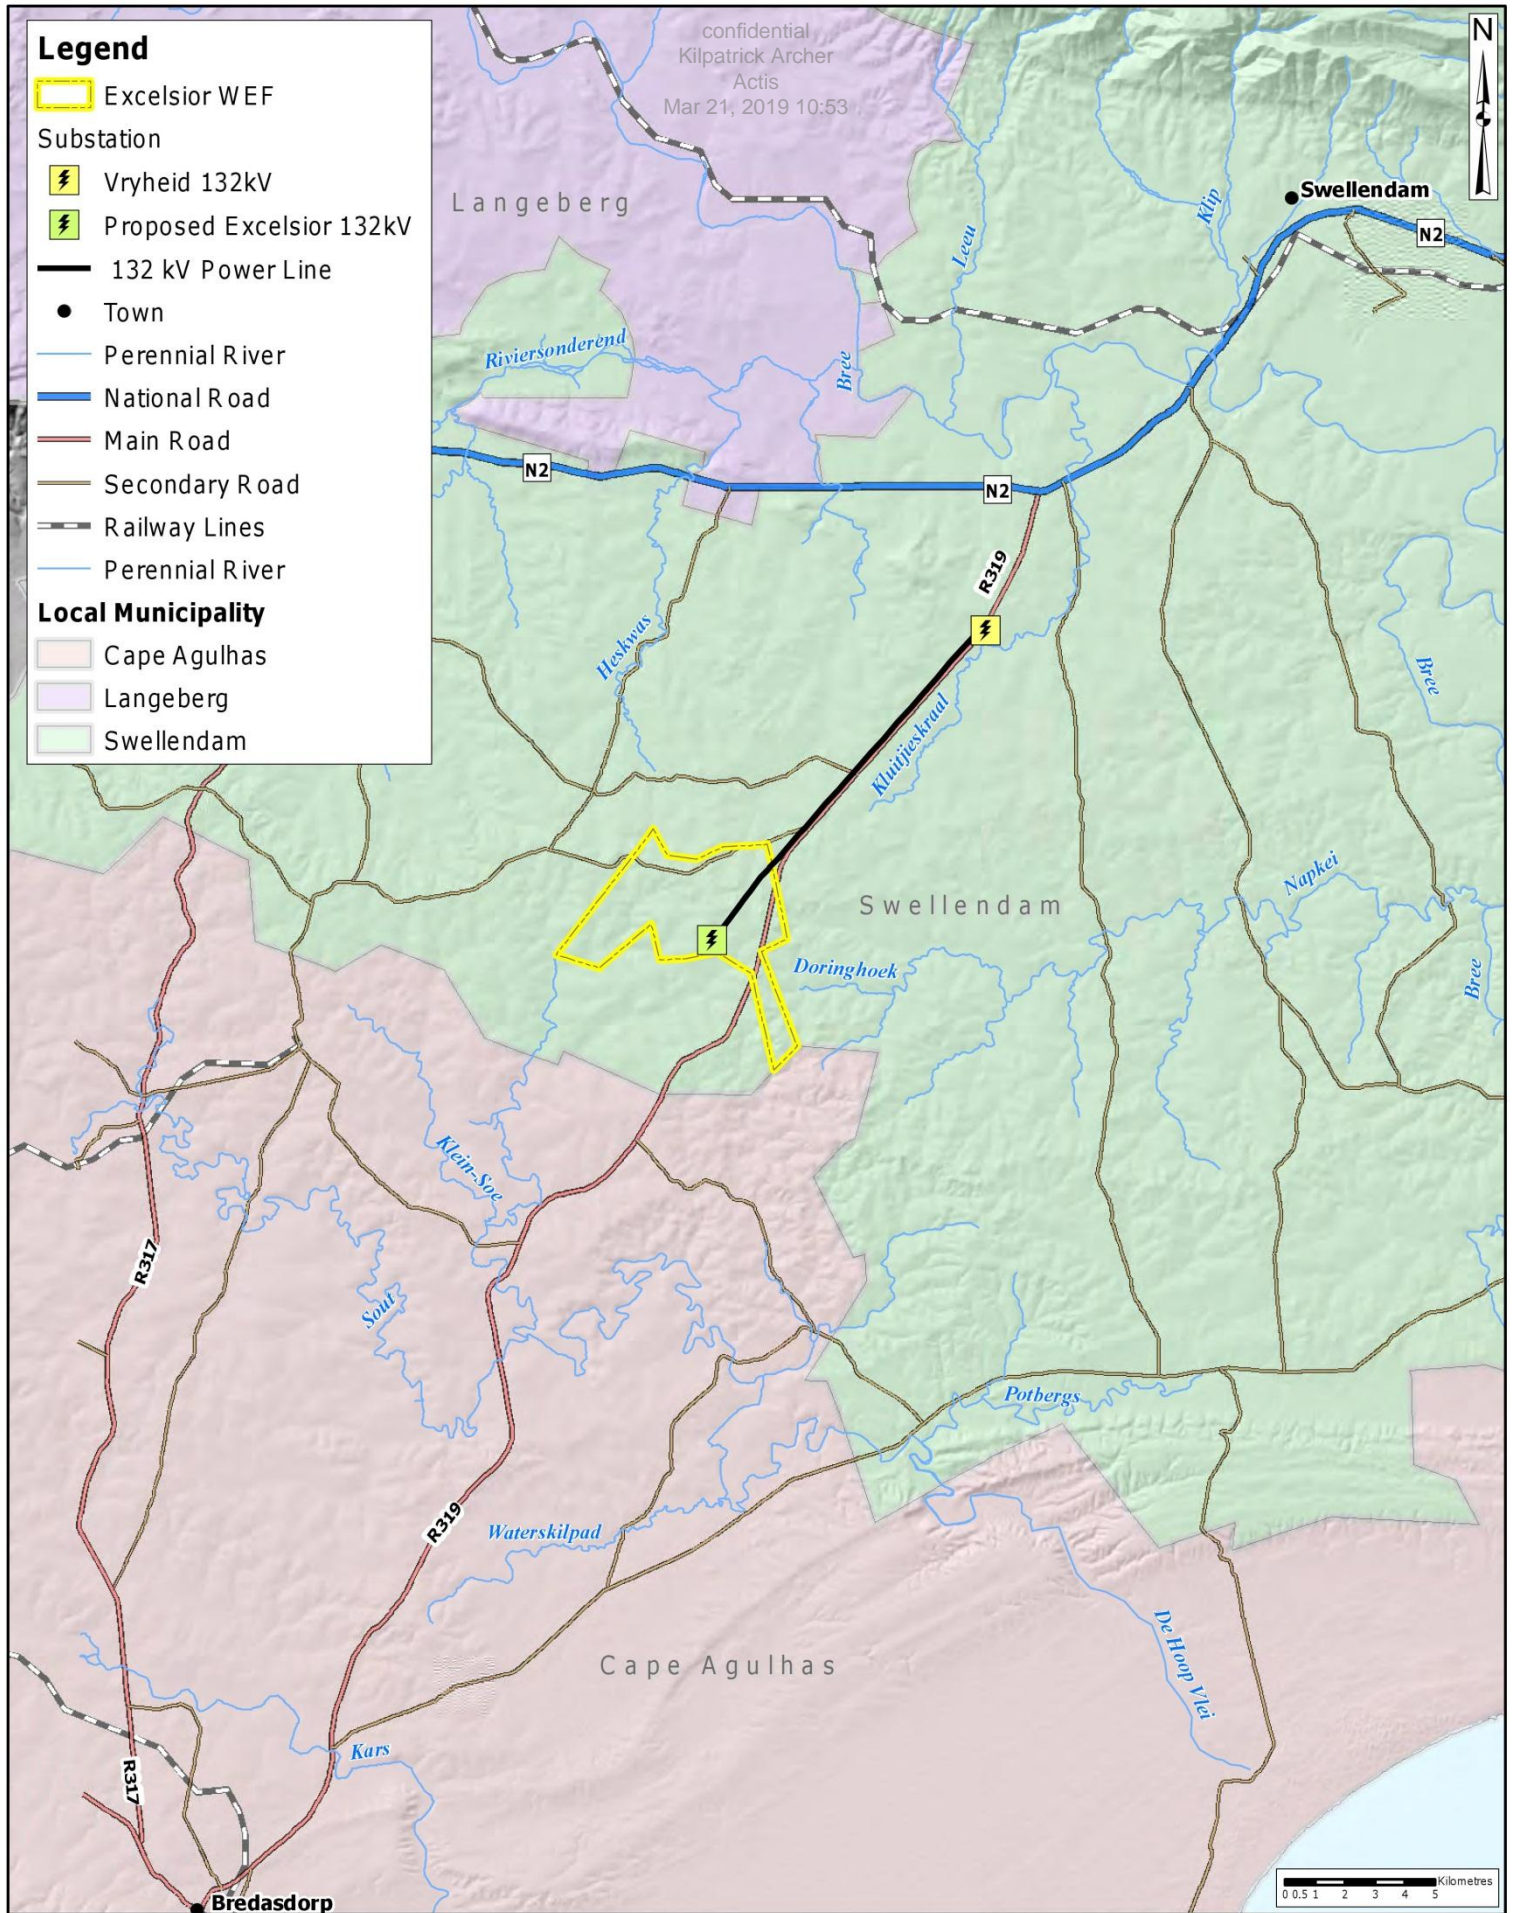 Legend
Excelsior WEF
Substation
Vryheid 132kV
Proposed Excelsior 132kV
132 kV Power Line
Town
Perennial River
National Road
Main Road
Secondary Road
Railway Lines
Perennial River
Local Municipality
Cape Agulhas
Langeberg
Swellendam
confidential
Kilpatrick Archer
Actis
Mar 21, 2019 10:53
N
Langeberg
Swellendam
Klip
N2
Leeu
Riviersonderend
Bree
N2
N2
R319
Heskwas
Bree
Kluitjieskraal
Napkei
Swellendam
Doringhoek
Bree
Klein-Soe
R317
Sout
Potbergs
R319
Waterskilpad
De Hoop Vlei
Cape Agulhas
Kars
R317
Bredasdorp
Kilometres
0 0.5 1 2 3 4 5